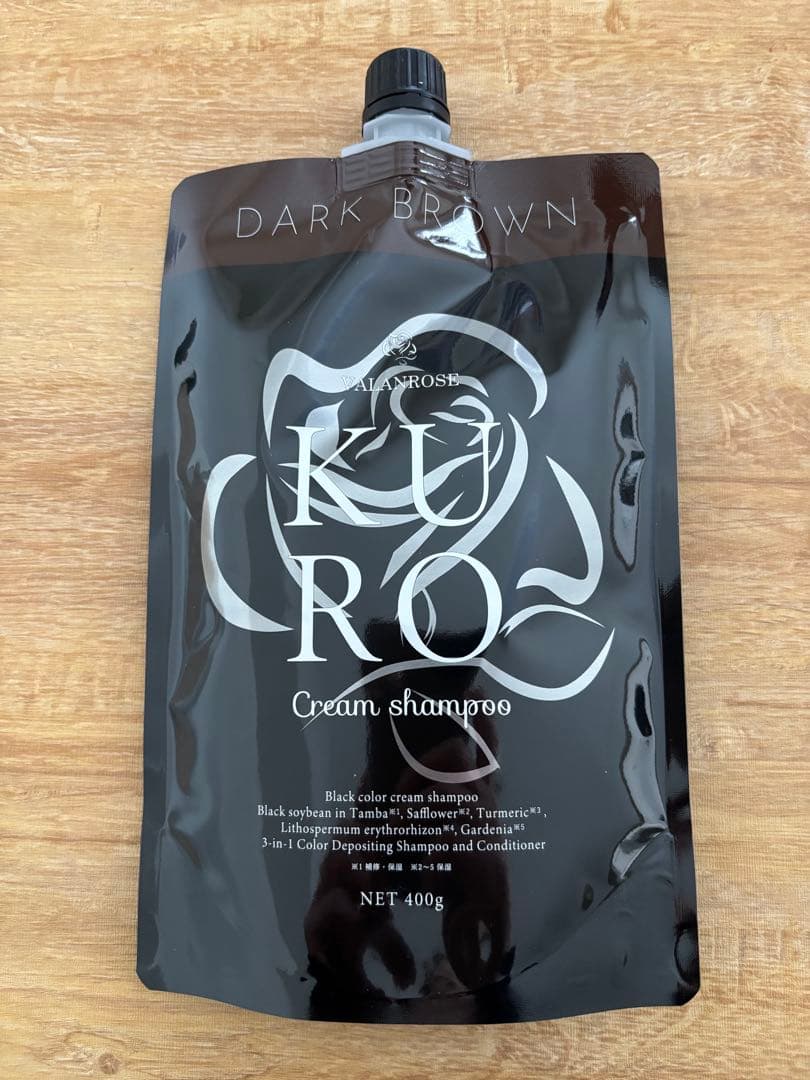 DARK BROWN
VALANROSE
KU
RO
Cream shampoo
Black color cream shampoo
Black soybean in Tamba※1, Safflower※2, Turmeric※3,
Lithospermum erythrorhizon※4, Gardenia※5
3-in-1 Color Depositing Shampoo and Conditioner
※1 補修・保湿 ※2～5 保湿
NET 400g